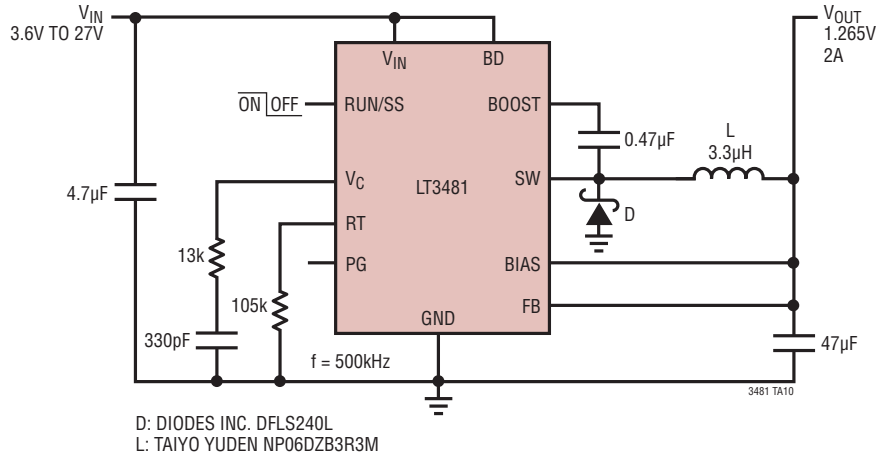 VIN
3.6V TO 27V
VOUT
1.265V
2A
VIN
BD
ON OFF
RUN/SS
BOOST
0.47µF
L
3.3µH
4.7µF
VC
LT3481
SW
D
RT
13k
PG
BIAS
105k
FB
GND
330pF
47µF
f = 500kHz
3481 TA10
D: DIODES INC. DFLS240L
L: TAIYO YUDEN NP06DZB3R3M